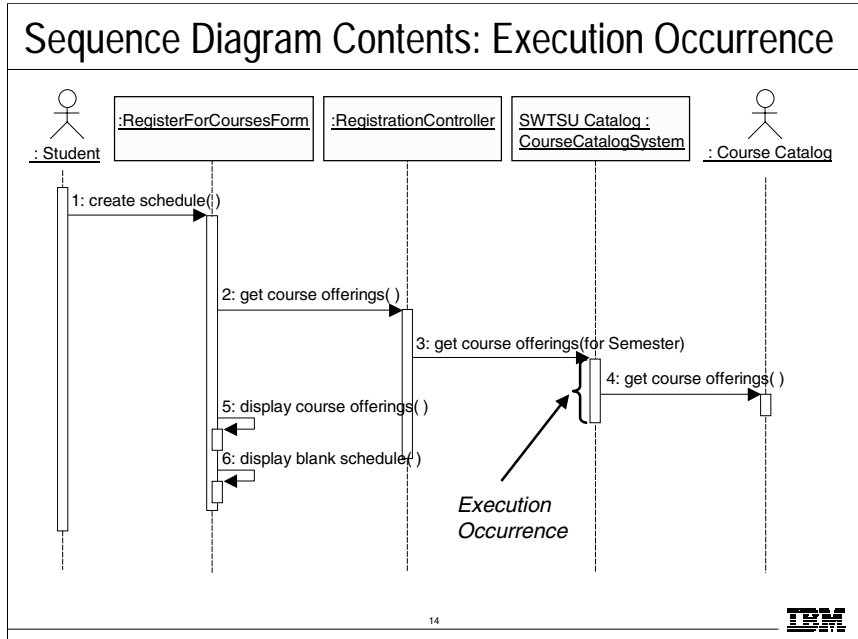 Sequence Diagram Contents: Execution Occurrence
: Student
:RegisterForCoursesForm
:RegistrationController
SWTSU Catalog :
CourseCatalogSystem
: Course Catalog
1: create schedule( )
2: get course offerings( )
3: get course offerings(for Semester)
4: get course offerings( )
5: display course offerings( )
6: display blank schedule( )
Execution
Occurrence
14
IBM